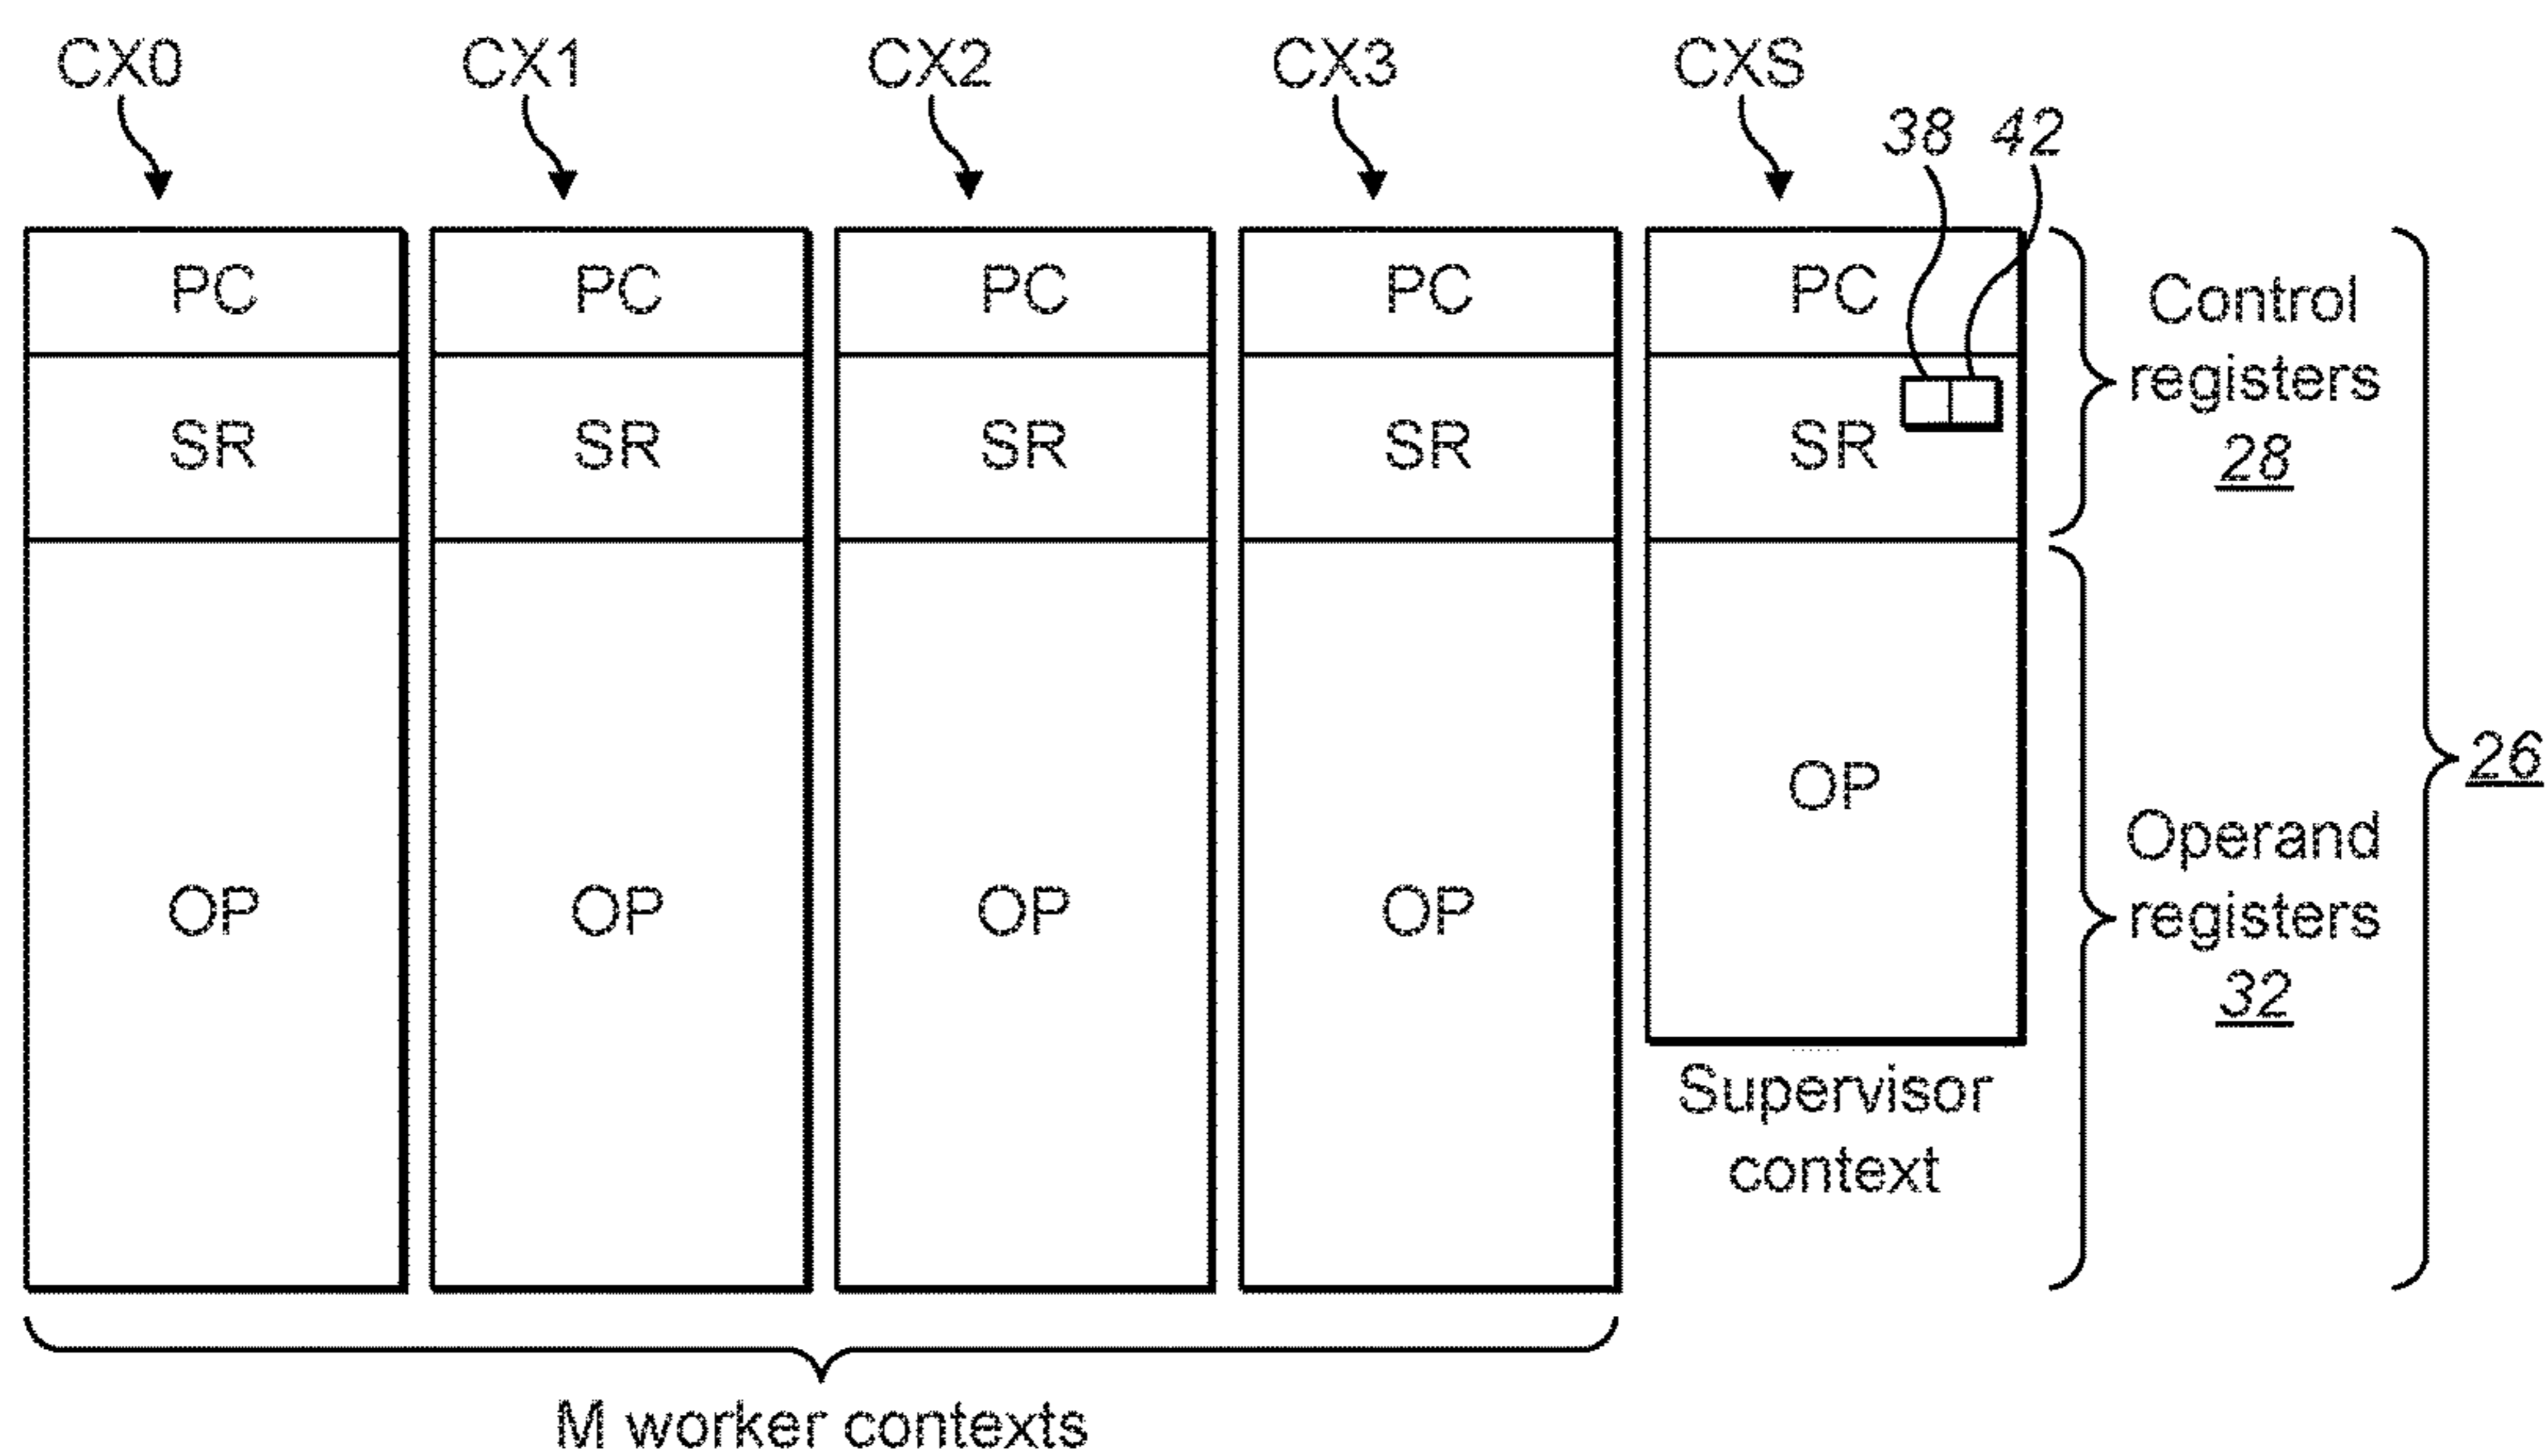 CX0 CX1 CX2 CX3 CXS
38 42
PC PC PC PC PC
SR SR SR SR SR
Control
registers
28
OP OP OP OP OP
Operand
registers
32
26
Supervisor
context
M worker contexts